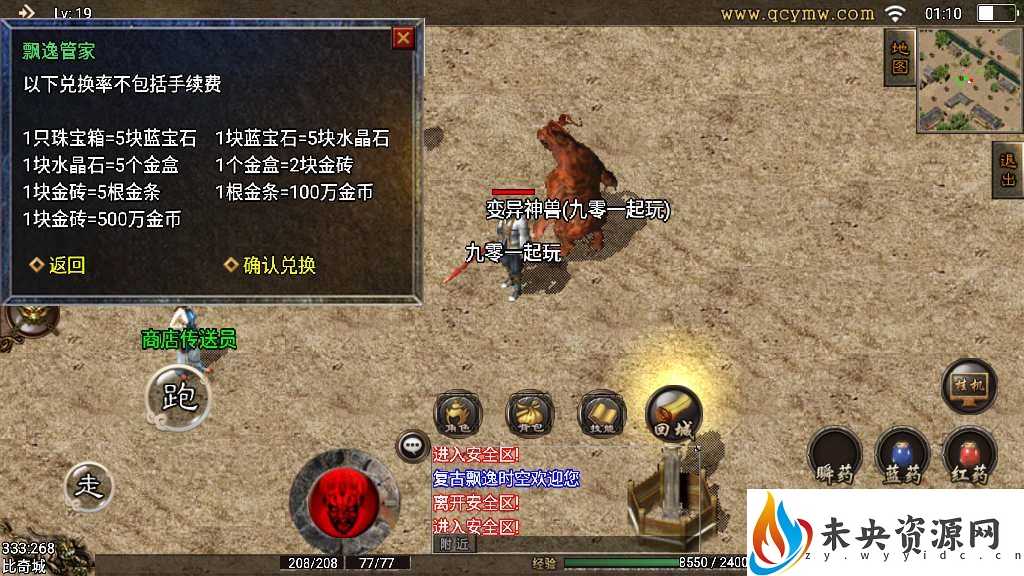 Lv:19
www.qcymw.com
01:10
飘逸管家
以下兑换率不包括手续费
1只珠宝箱=5块蓝宝石 1块蓝宝石=5块水晶石
1块水晶石=5个金盒 1个金盒=2块金砖
1块金砖=5根金条 1根金条=100万金币
1块金砖=500万金币
返回 确认兑换
地图
退出
变异神兽(九零一起玩)
九零一起玩
商店传送员
跑
走
角色 背包 技能 回城
挂机
瞬药 蓝药 红药
进入安全区!
复古飘逸时空欢迎您
离开安全区!
进入安全区!
附近
333:268
比奇城
208/208 77/77
经验 8550 / 2400
未央资源网
zy.wyyidc.cn